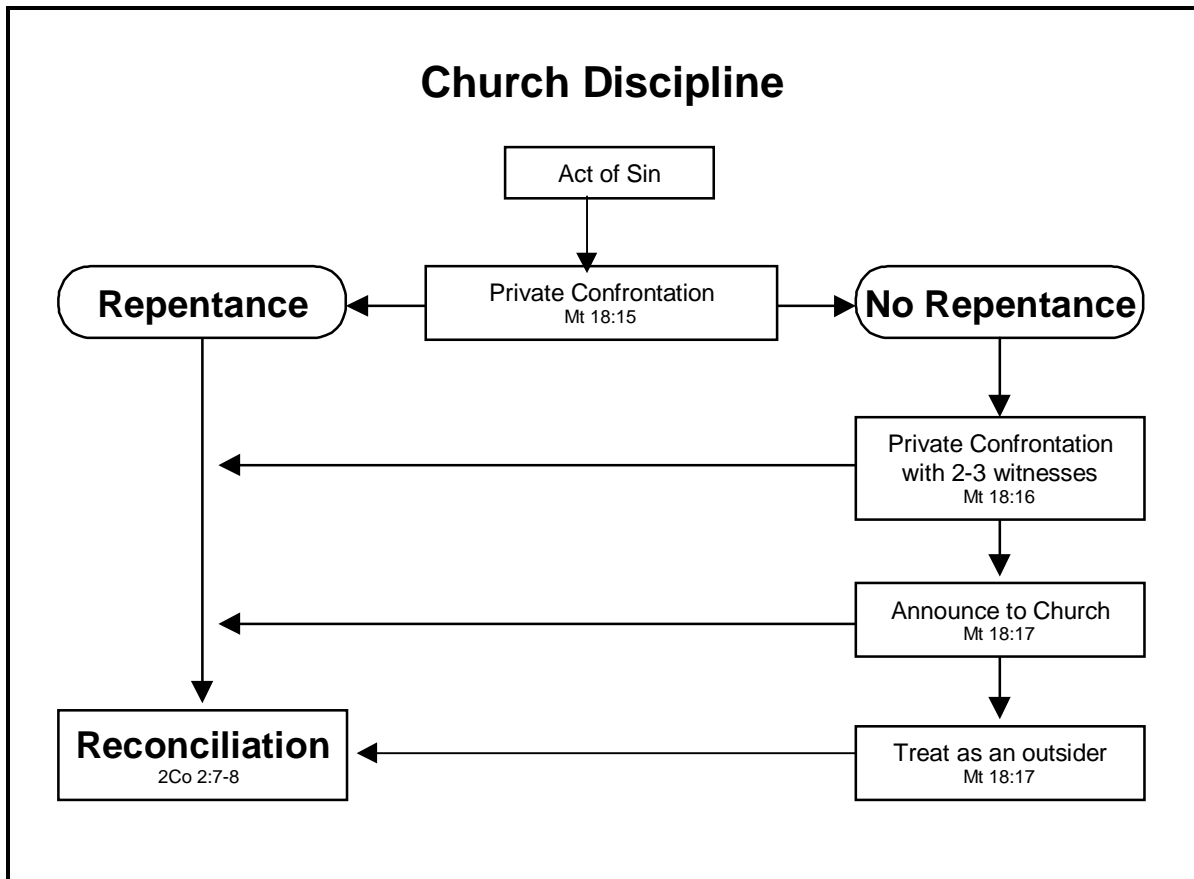 Church Discipline
Act of Sin
Repentance
Private Confrontation
Mt 18:15
No Repentance
Private Confrontation
with 2-3 witnesses
Mt 18:16
Announce to Church
Mt 18:17
Reconciliation
2Co 2:7-8
Treat as an outsider
Mt 18:17